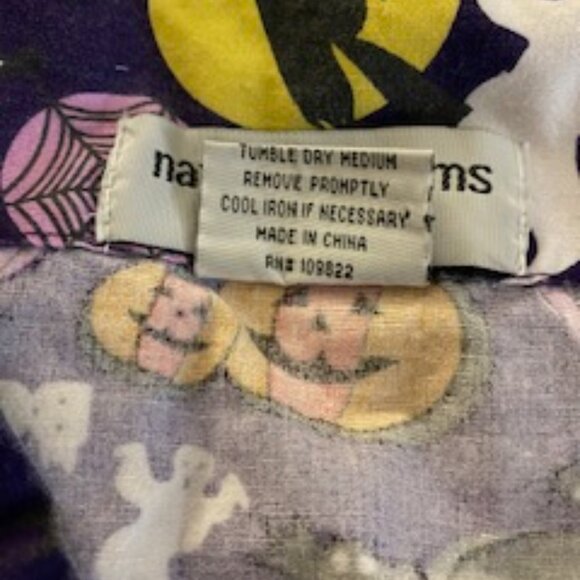 na ms
TUMBLE DRY MEDIUM
REMOVE PROMPTLY
COOL IRON IF NECESSARY
MADE IN CHINA
RN# 109822